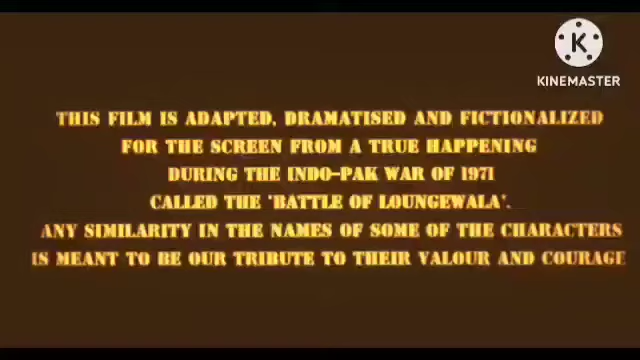 KINEMASTER
THIS FILM IS ADAPTED, DRAMATISED AND FICTIONALIZED
FOR THE SCREEN FROM A TRUE HAPPENING
DURING THE INDO-PAK WAR OF 1971
CALLED THE 'BATTLE OF LOUNGEWALA'.
ANY SIMILARITY IN THE NAMES OF SOME OF THE CHARACTERS
IS MEANT TO BE OUR TRIBUTE TO THEIR VALOUR AND COURAGE